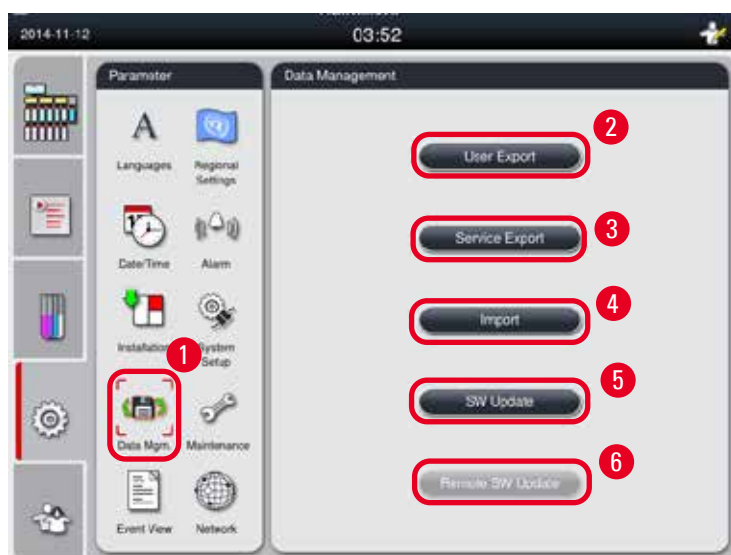 2014-11-12
03:52
Parameter
Data Management
Languages
Regional
Settings
Date/Time
Alarm
Installation
System
Setup
Data Mgm.
Maintenance
Event View
Network
User Export
Service Export
Import
SW Update
Remote SW Update
1
2
3
4
5
6